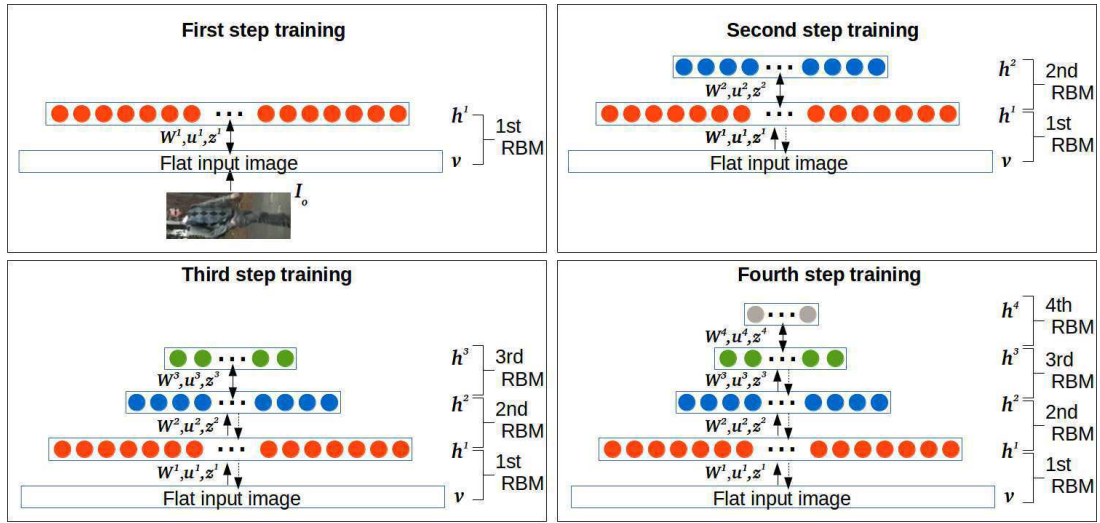 First step training
h¹
W¹,u¹,z¹
1st
RBM
Flat input image
v
I₀
Second step training
h²
2nd
RBM
W²,u²,z²
h¹
W¹,u¹,z¹
1st
RBM
Flat input image
v
Third step training
h³
3rd
RBM
W³,u³,z³
h²
2nd
RBM
W²,u²,z²
h¹
W¹,u¹,z¹
1st
RBM
Flat input image
v
Fourth step training
h⁴
4th
RBM
W⁴,u⁴,z⁴
h³
3rd
RBM
W³,u³,z³
h²
2nd
RBM
W²,u²,z²
h¹
W¹,u¹,z¹
1st
RBM
Flat input image
v